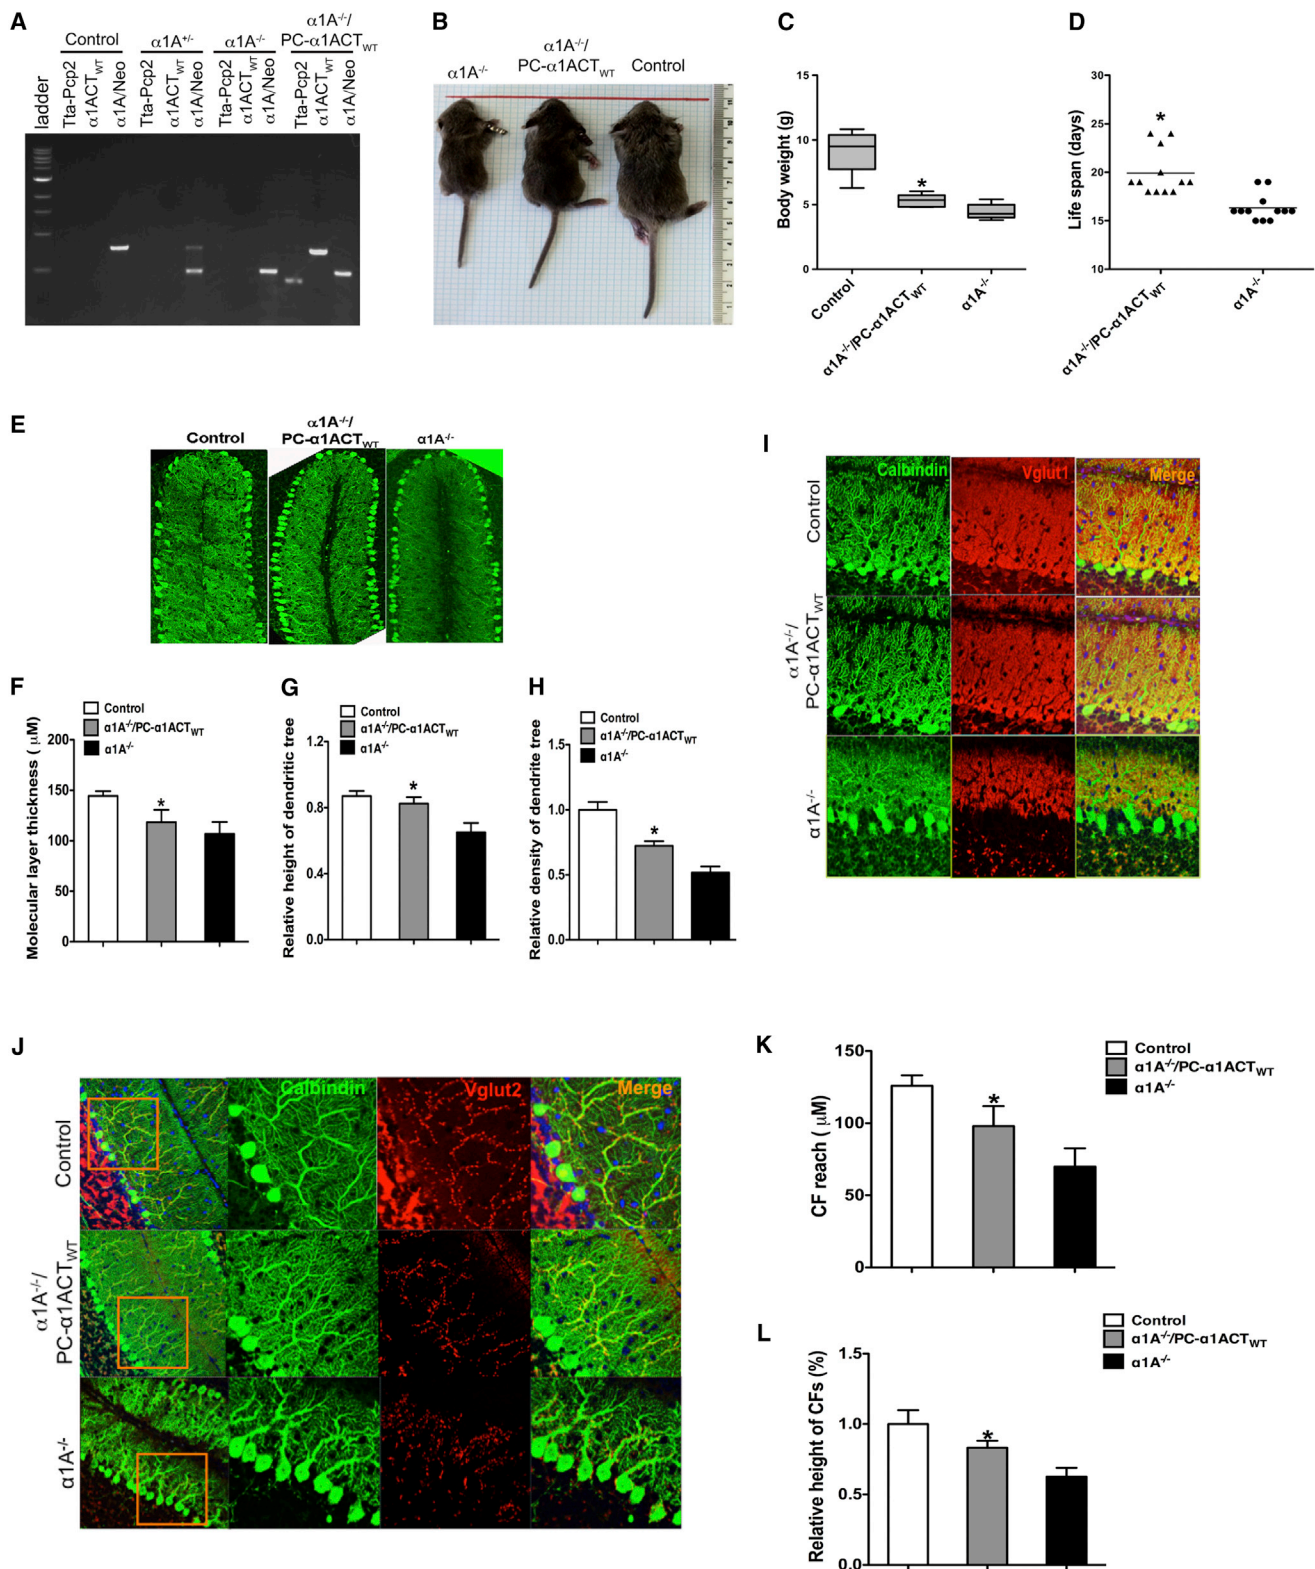 A
Control
α1A+/-
α1A-/-
α1A-/-/
PC-α1ACTWT
ladder
Tta-Pcp2
α1ACTWT
α1A/Neo
Tta-Pcp2
α1ACTWT
α1A/Neo
Tta-Pcp2
α1ACTWT
α1A/Neo
Tta-Pcp2
α1ACTWT
α1A/Neo
B
α1A-/-
α1A-/-/
PC-α1ACTWT
Control
C
Body weight (g)
15
10
5
0
*
Control
α1A-/-/PC-α1ACTWT
α1A-/-
D
Life span (days)
30
25
20
15
10
*
α1A-/-/PC-α1ACTWT
α1A-/-
E
Control
α1A-/-/
PC-α1ACTWT
α1A-/-
F
Control
α1A-/-/PC-α1ACTWT
α1A-/-
Molecular layer thickness ( μM)
200
150
100
50
0
*
G
Control
α1A-/-/PC-α1ACTWT
α1A-/-
Relative height of dendritic tree
1.2
0.8
0.4
0.0
*
H
Control
α1A-/-/PC-α1ACTWT
α1A-/-
Relative density of dendrite tree
1.5
1.0
0.5
0.0
*
I
Calbindin
Vglut1
Merge
Control
α1A-/-/
PC-α1ACTWT
α1A-/-
J
Calbindin
Vglut2
Merge
Control
α1A-/-/
PC-α1ACTWT
α1A-/-
K
Control
α1A-/-/PC-α1ACTWT
α1A-/-
CF reach ( μM)
150
100
50
0
*
L
Control
α1A-/-/PC-α1ACTWT
α1A-/-
Relative height of CFs (%)
1.5
1.0
0.5
0.0
*